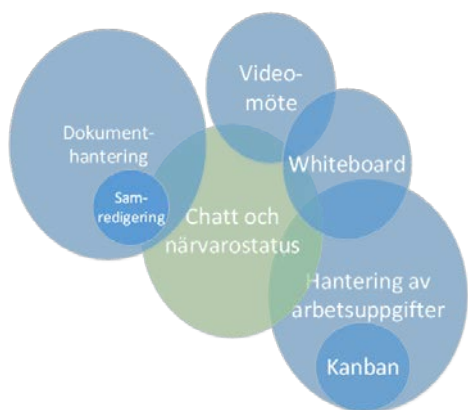 Video-
möte
Dokument-
hantering
Whiteboard
Sam-
redigering
Chatt och
närvarostatus
Hantering av
arbetsuppgifter
Kanban